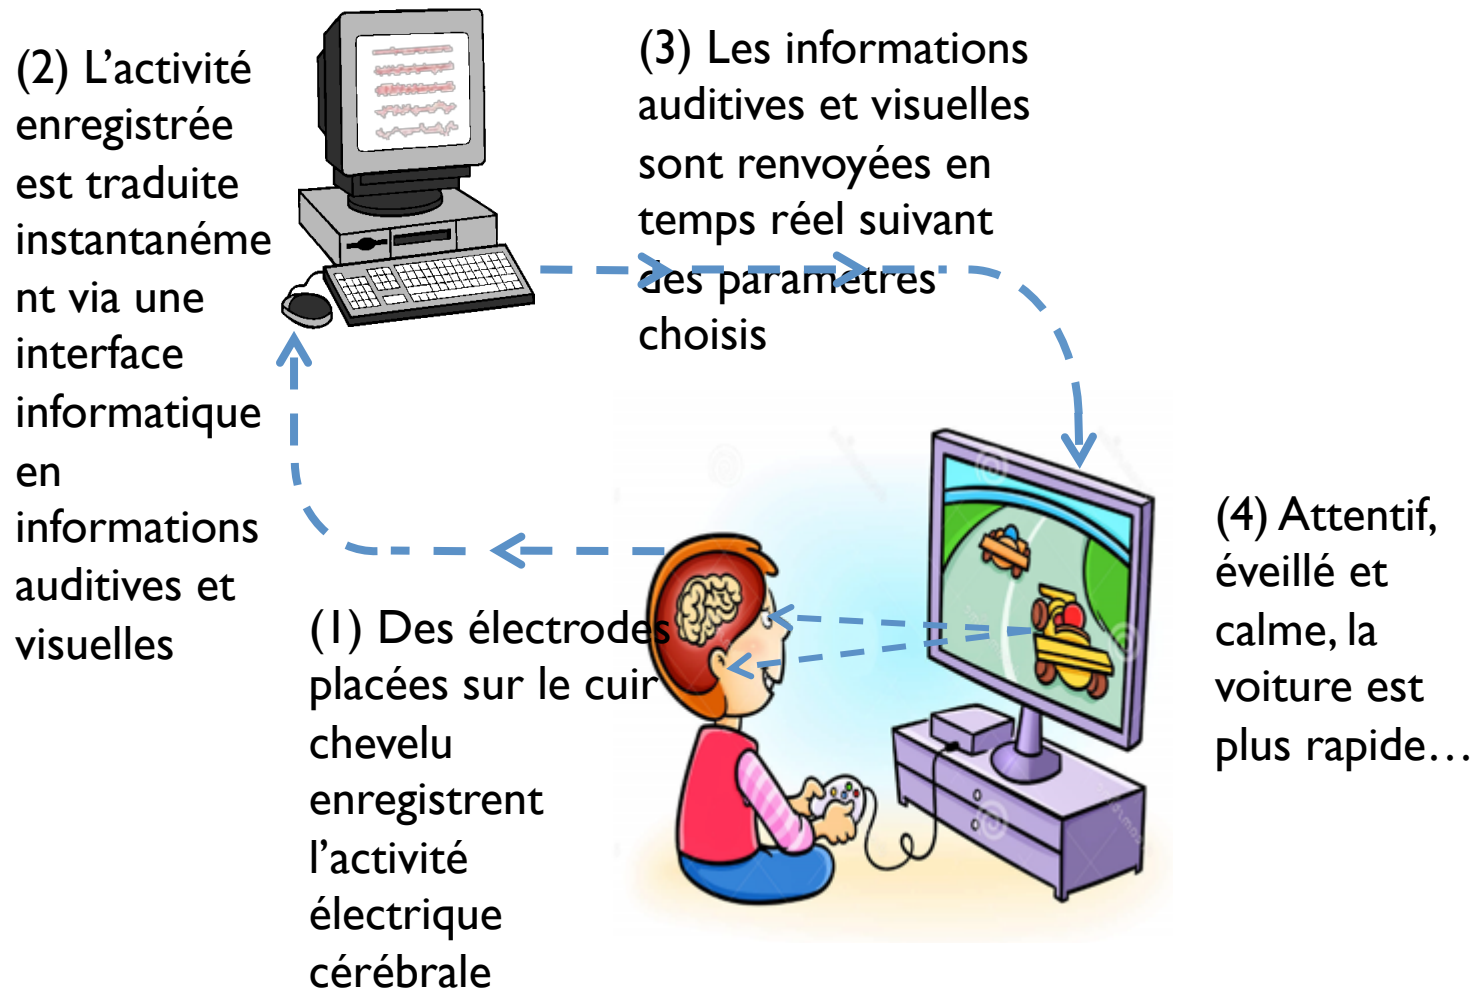 (2) L’activité
enregistrée
est traduite
instantanéme
nt via une
interface
informatique
en
informations
auditives et
visuelles
(3) Les informations
auditives et visuelles
sont renvoyées en
temps réel suivant
des paramètres
choisis
(1) Des électrodes
placées sur le cuir
chevelu
enregistrent
l’activité
électrique
cérébrale
(4) Attentif,
éveillé et
calme, la
voiture est
plus rapide…